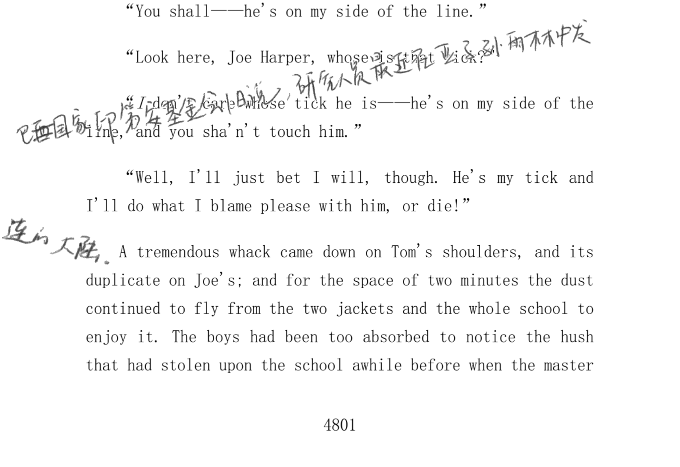 “You shall——he's on my side of the line.”
“Look here, Joe Harper, whose is that tick?”
“I don't care whose tick he is——he's on my side of the
line, and you sha'n't touch him.”
巴西国家印第安基金会18日说，研究人员最近在亚马孙雨林中发
“Well, I'll just bet I will, though. He's my tick and
I'll do what I blame please with him, or die!”
连的大陆，.
A tremendous whack came down on Tom's shoulders, and its
duplicate on Joe's; and for the space of two minutes the dust
continued to fly from the two jackets and the whole school to
enjoy it. The boys had been too absorbed to notice the hush
that had stolen upon the school awhile before when the master
4801